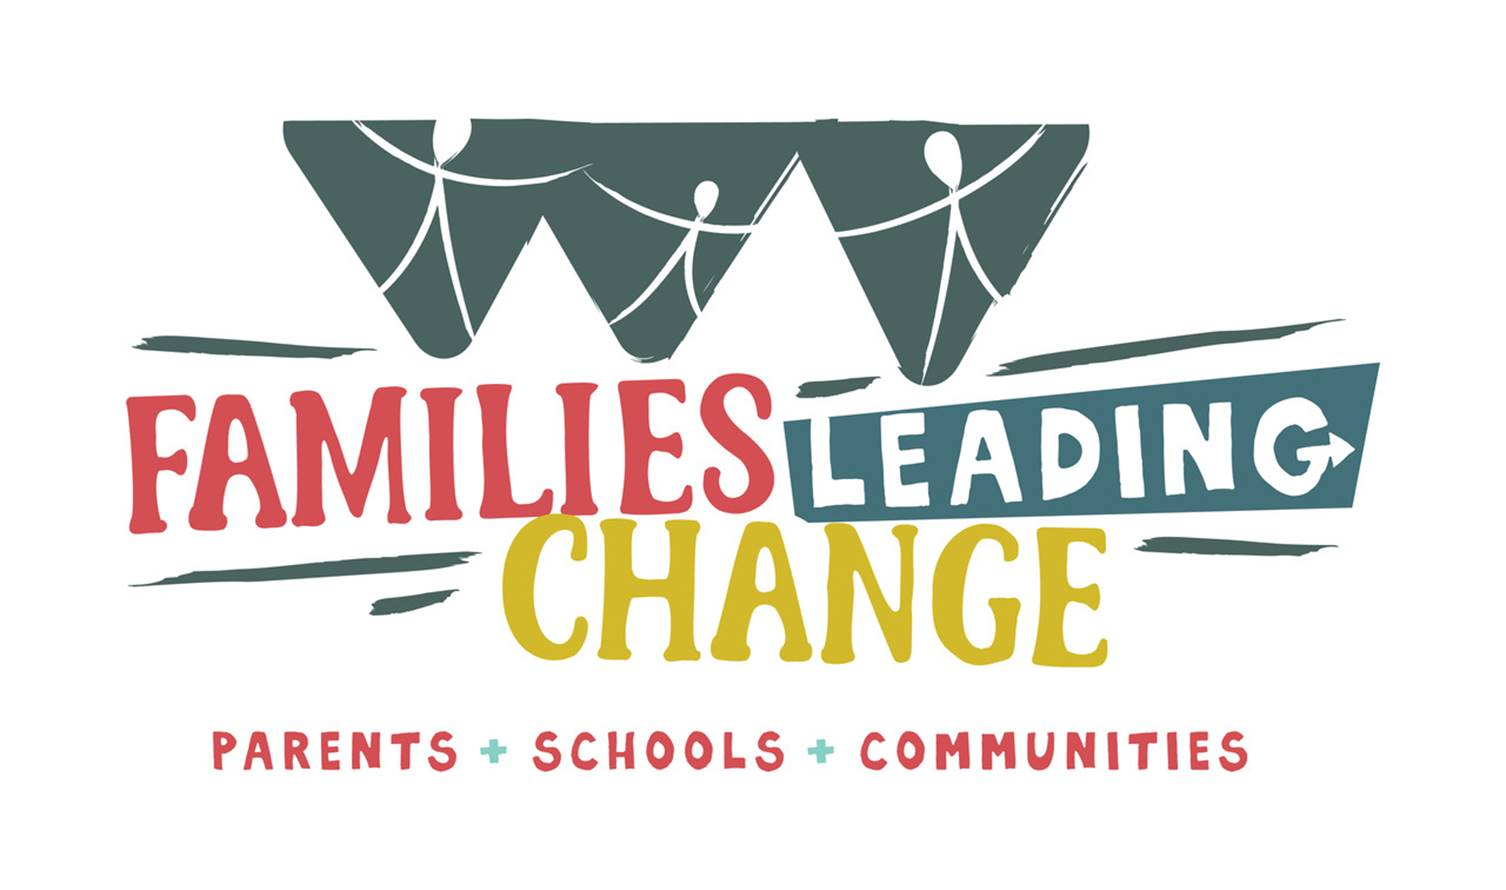 FAMILIES LEADING
CHANGE
PARENTS + SCHOOLS + COMMUNITIES